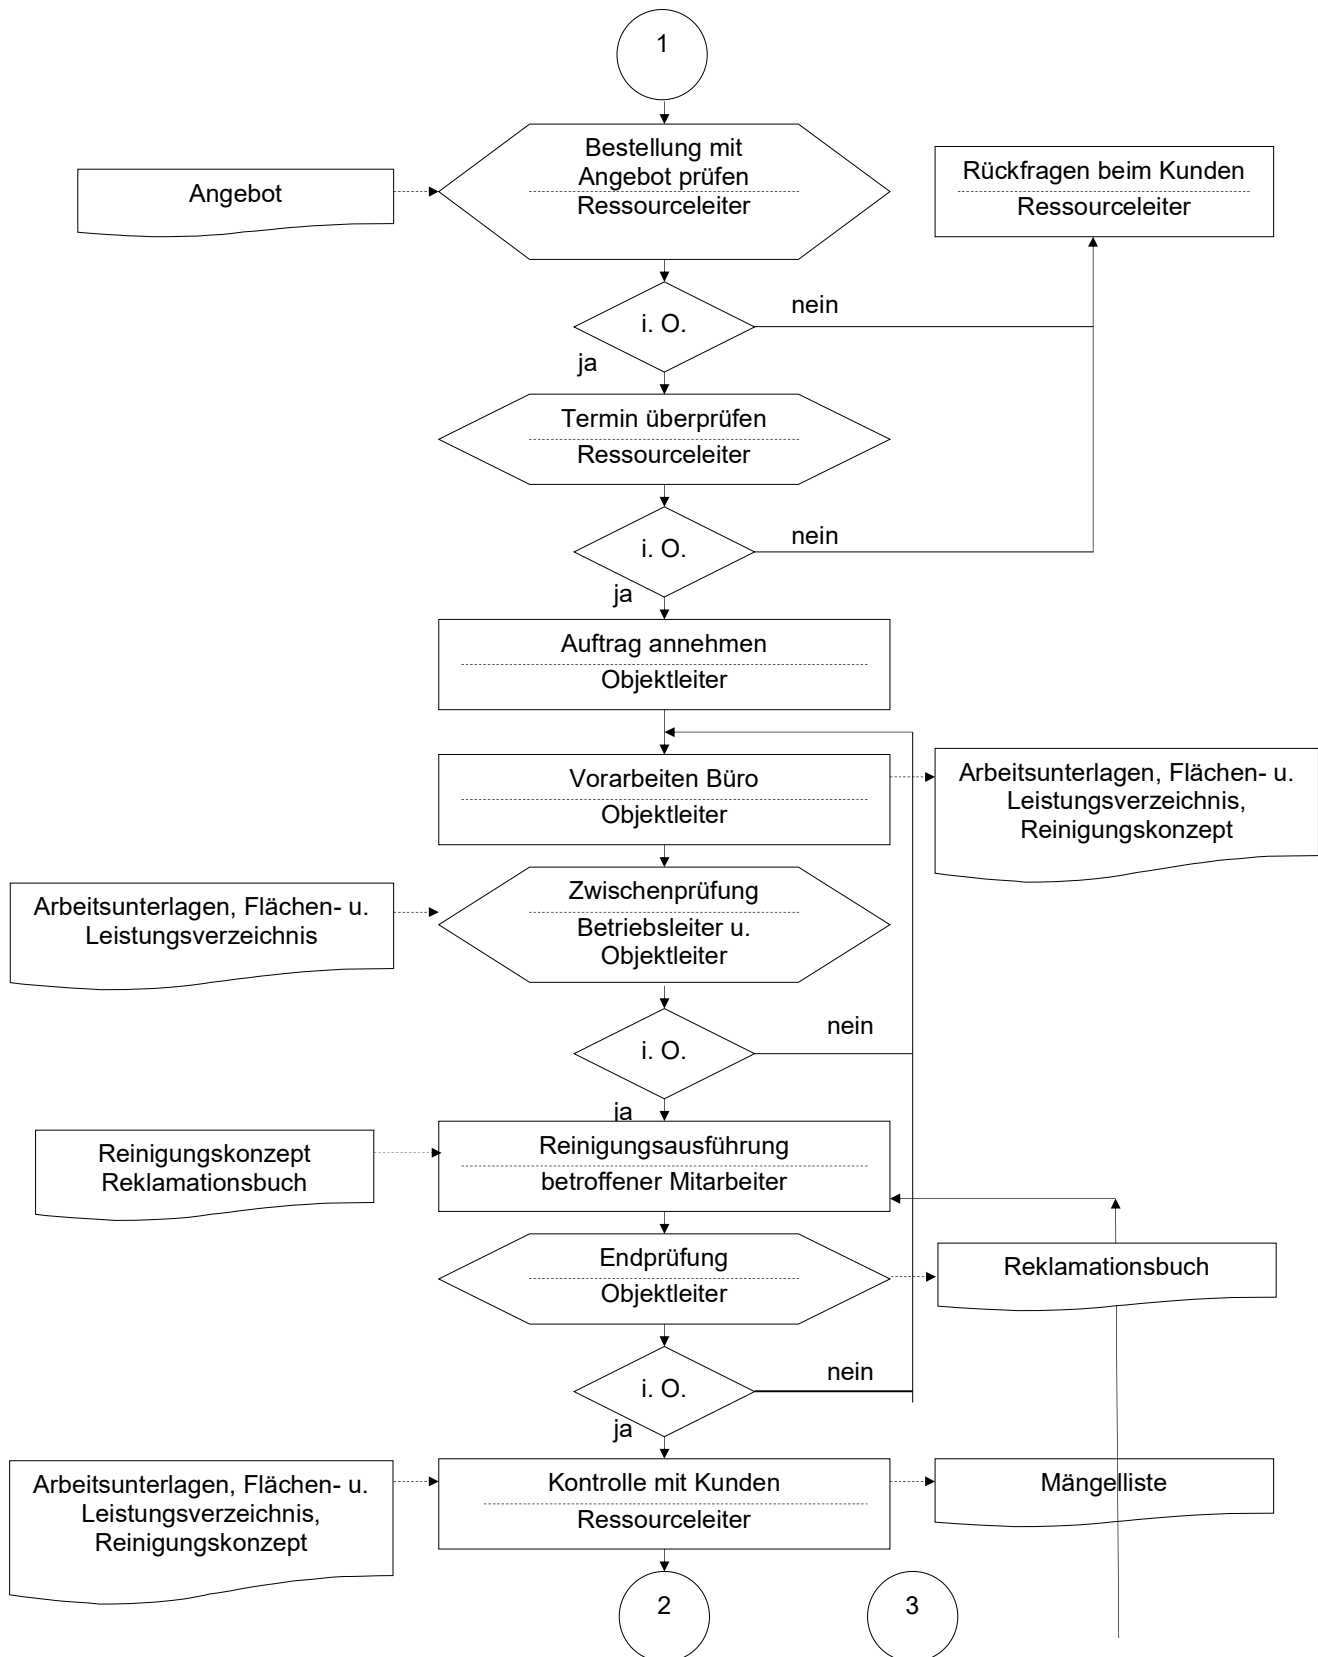 1
Bestellung mit
Angebot prüfen
Ressourceleiter
Angebot
Rückfragen beim Kunden
Ressourceleiter
i. O.
nein
ja
Termin überprüfen
Ressourceleiter
i. O.
nein
ja
Auftrag annehmen
Objektleiter
Vorarbeiten Büro
Objektleiter
Arbeitsunterlagen, Flächen- u.
Leistungsverzeichnis,
Reinigungskonzept
Arbeitsunterlagen, Flächen- u.
Leistungsverzeichnis
Zwischenprüfung
Betriebsleiter u.
Objektleiter
i. O.
nein
ja
Reinigungskonzept
Reklamationsbuch
Reinigungsausführung
betroffener Mitarbeiter
Endprüfung
Objektleiter
Reklamationsbuch
i. O.
nein
ja
Arbeitsunterlagen, Flächen- u.
Leistungsverzeichnis,
Reinigungskonzept
Kontrolle mit Kunden
Ressourceleiter
Mängelliste
2
3